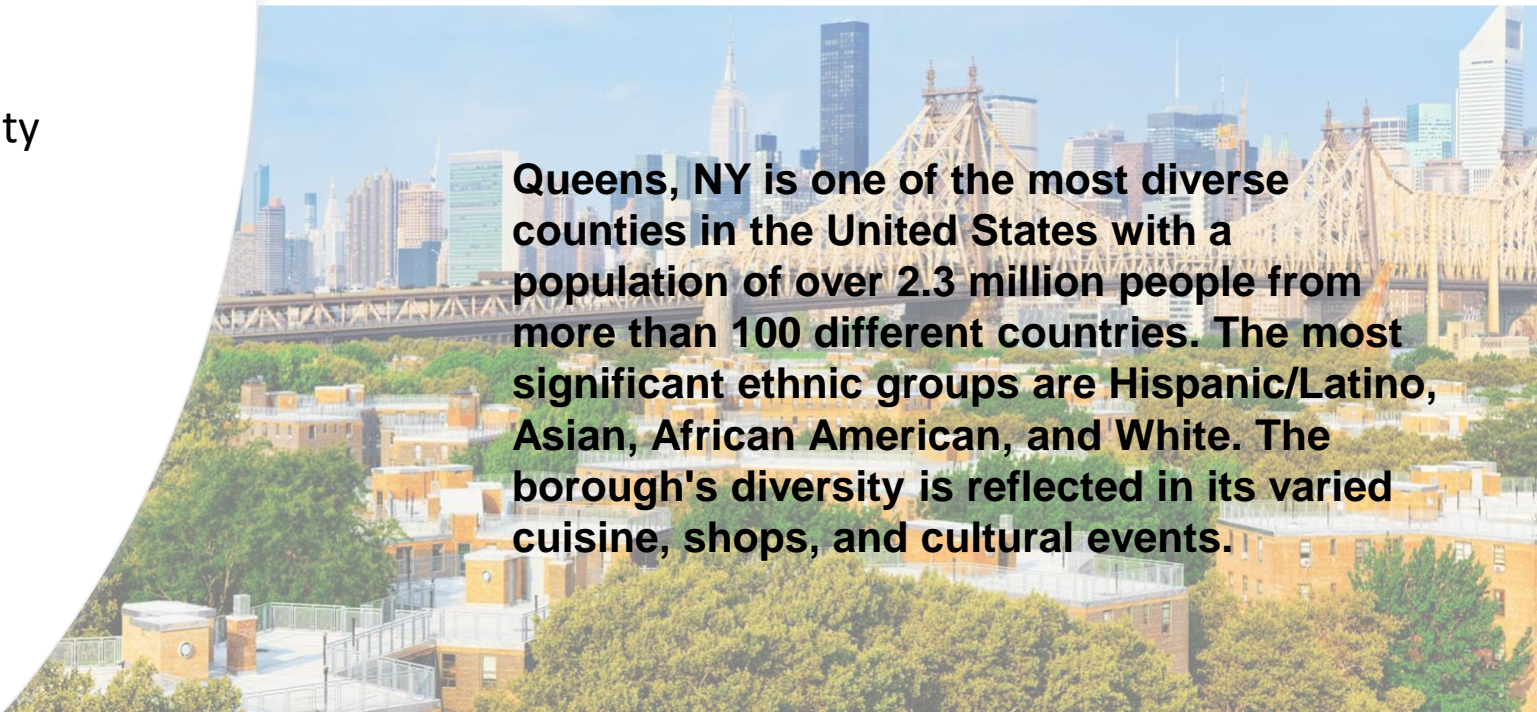 ty
Queens, NY is one of the most diverse
counties in the United States with a
population of over 2.3 million people from
more than 100 different countries. The most
significant ethnic groups are Hispanic/Latino,
Asian, African American, and White. The
borough's diversity is reflected in its varied
cuisine, shops, and cultural events.